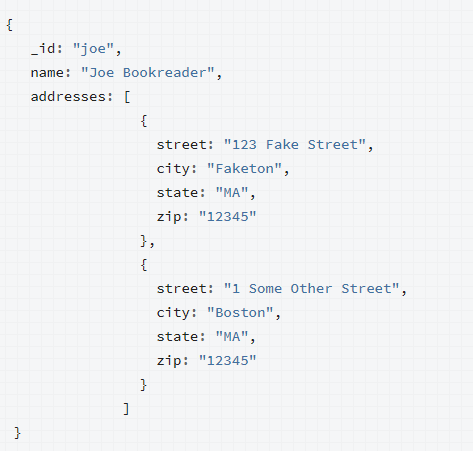 {
   _id: "joe",
   name: "Joe Bookreader",
   addresses: [
                {
                  street: "123 Fake Street",
                  city: "Faketon",
                  state: "MA",
                  zip: "12345"
                },
                {
                  street: "1 Some Other Street",
                  city: "Boston",
                  state: "MA",
                  zip: "12345"
                }
              ]
 }